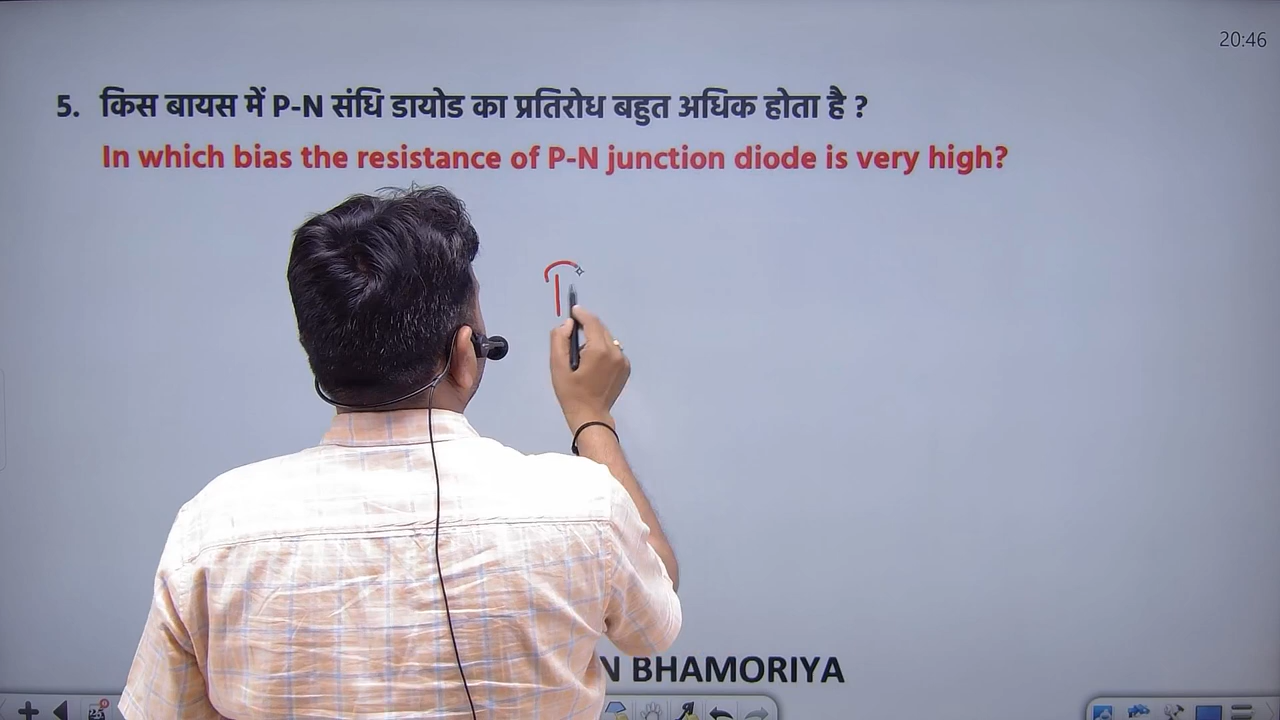 20:46
5. किस बायस में P-N संधि डायोड का प्रतिरोध बहुत अधिक होता है ?
In which bias the resistance of P-N junction diode is very high?
N BHAMORIYA